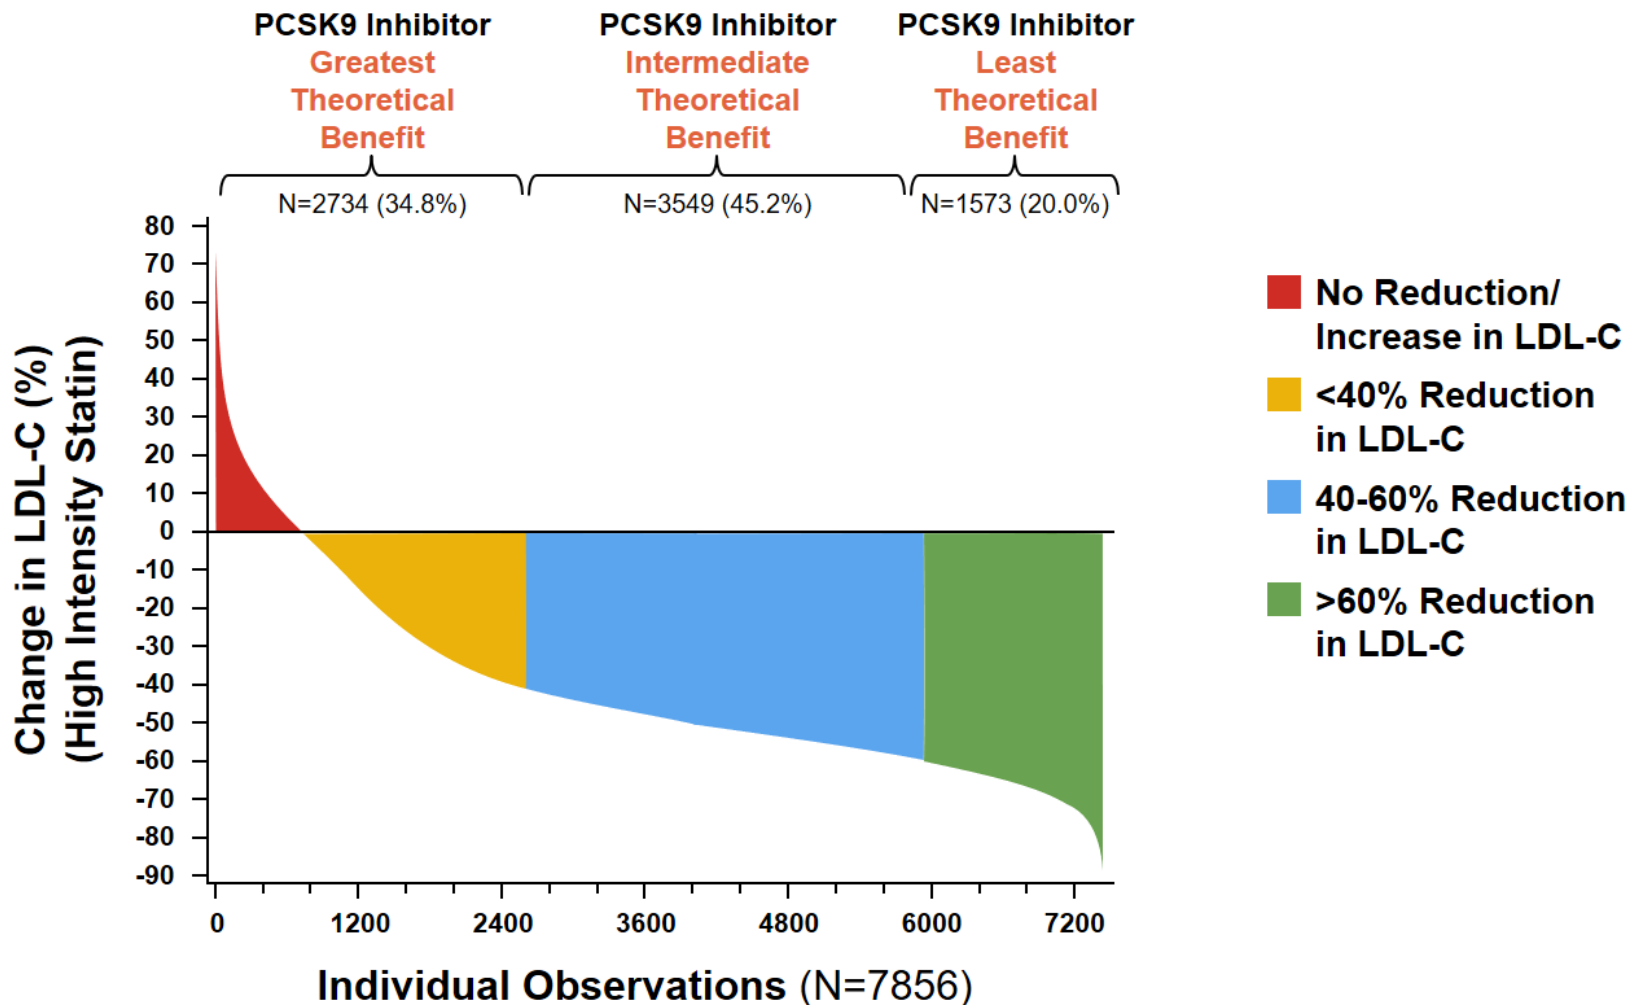 PCSK9 Inhibitor
Greatest
Theoretical
Benefit
N=2734 (34.8%)
PCSK9 Inhibitor
Intermediate
Theoretical
Benefit
N=3549 (45.2%)
PCSK9 Inhibitor
Least
Theoretical
Benefit
N=1573 (20.0%)
Change in LDL-C (%)
(High Intensity Statin)
80
70
60
50
40
30
20
10
0
-10
-20
-30
-40
-50
-60
-70
-80
-90
0 1200 2400 3600 4800 6000 7200
Individual Observations (N=7856)
No Reduction/
Increase in LDL-C
<40% Reduction
in LDL-C
40-60% Reduction
in LDL-C
>60% Reduction
in LDL-C